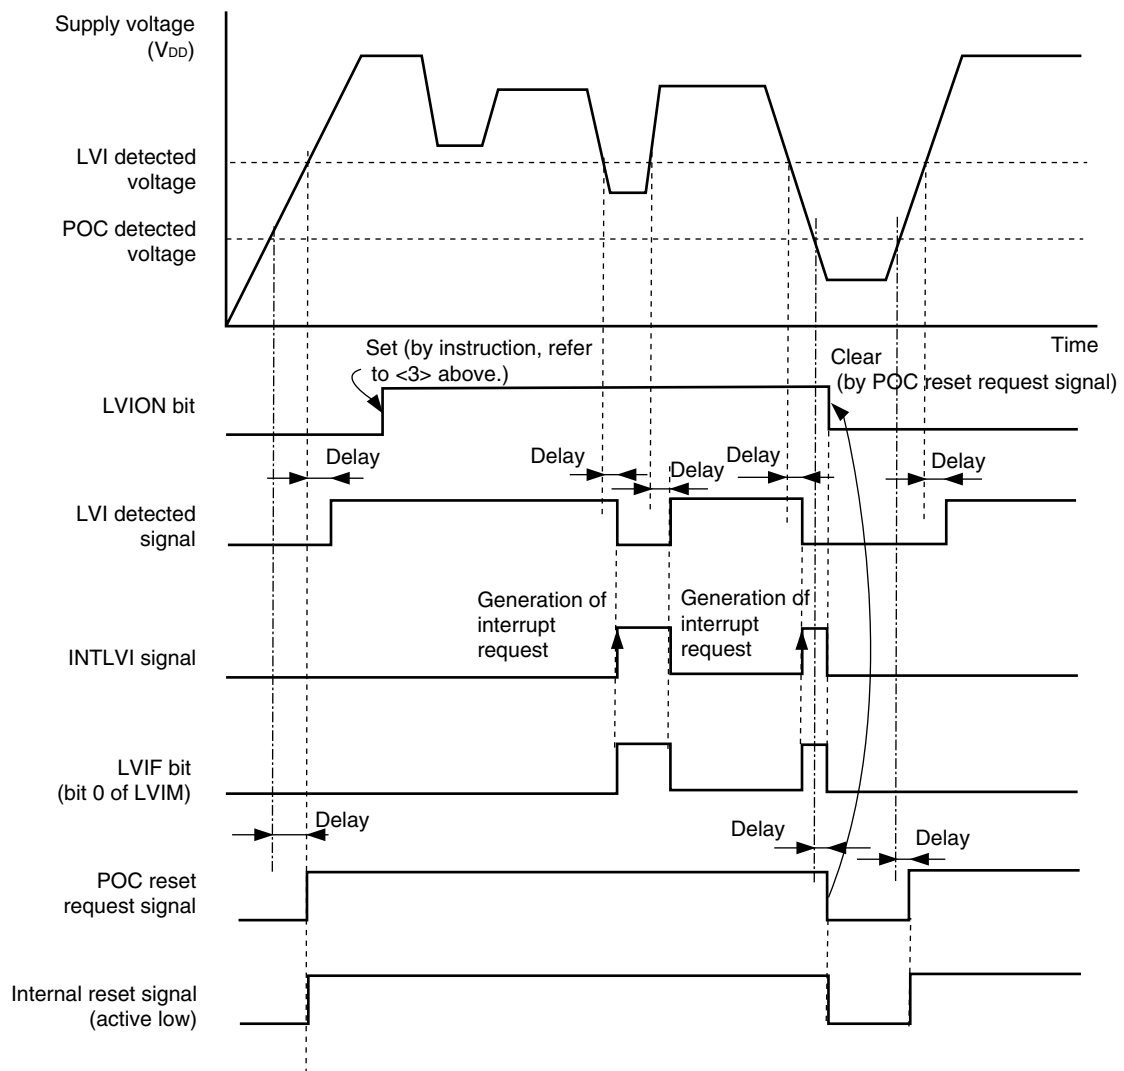 Supply voltage
(VDD)
LVI detected
voltage
POC detected
voltage
Time
Set (by instruction, refer
to <3> above.)
Clear
(by POC reset request signal)
LVION bit
Delay
Delay
Delay
Delay
Delay
LVI detected
signal
Generation of
interrupt
request
Generation of
interrupt
request
INTLVI signal
LVIF bit
(bit 0 of LVIM)
Delay
Delay
Delay
POC reset
request signal
Internal reset signal
(active low)